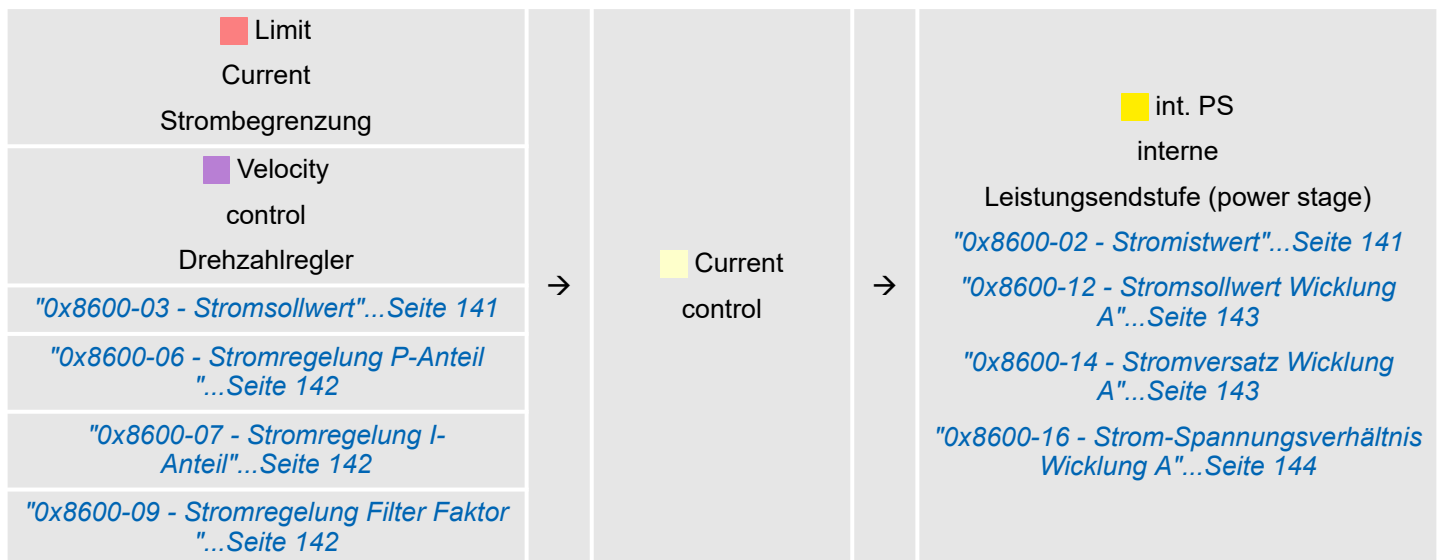 Limit
Current
Strombegrenzung
Velocity
control
Drehzahlregler
"0x8600-03 - Stromsollwert"...Seite 141
"0x8600-06 - Stromregelung P-Anteil
"...Seite 142
"0x8600-07 - Stromregelung I-
Anteil"...Seite 142
"0x8600-09 - Stromregelung Filter Faktor
"...Seite 142
→
Current
control
→
int. PS
interne
Leistungsendstufe (power stage)
"0x8600-02 - Stromistwert"...Seite 141
"0x8600-12 - Stromsollwert Wicklung
A"...Seite 143
"0x8600-14 - Stromversatz Wicklung
A"...Seite 143
"0x8600-16 - Strom-Spannungsverhältnis
Wicklung A"...Seite 144